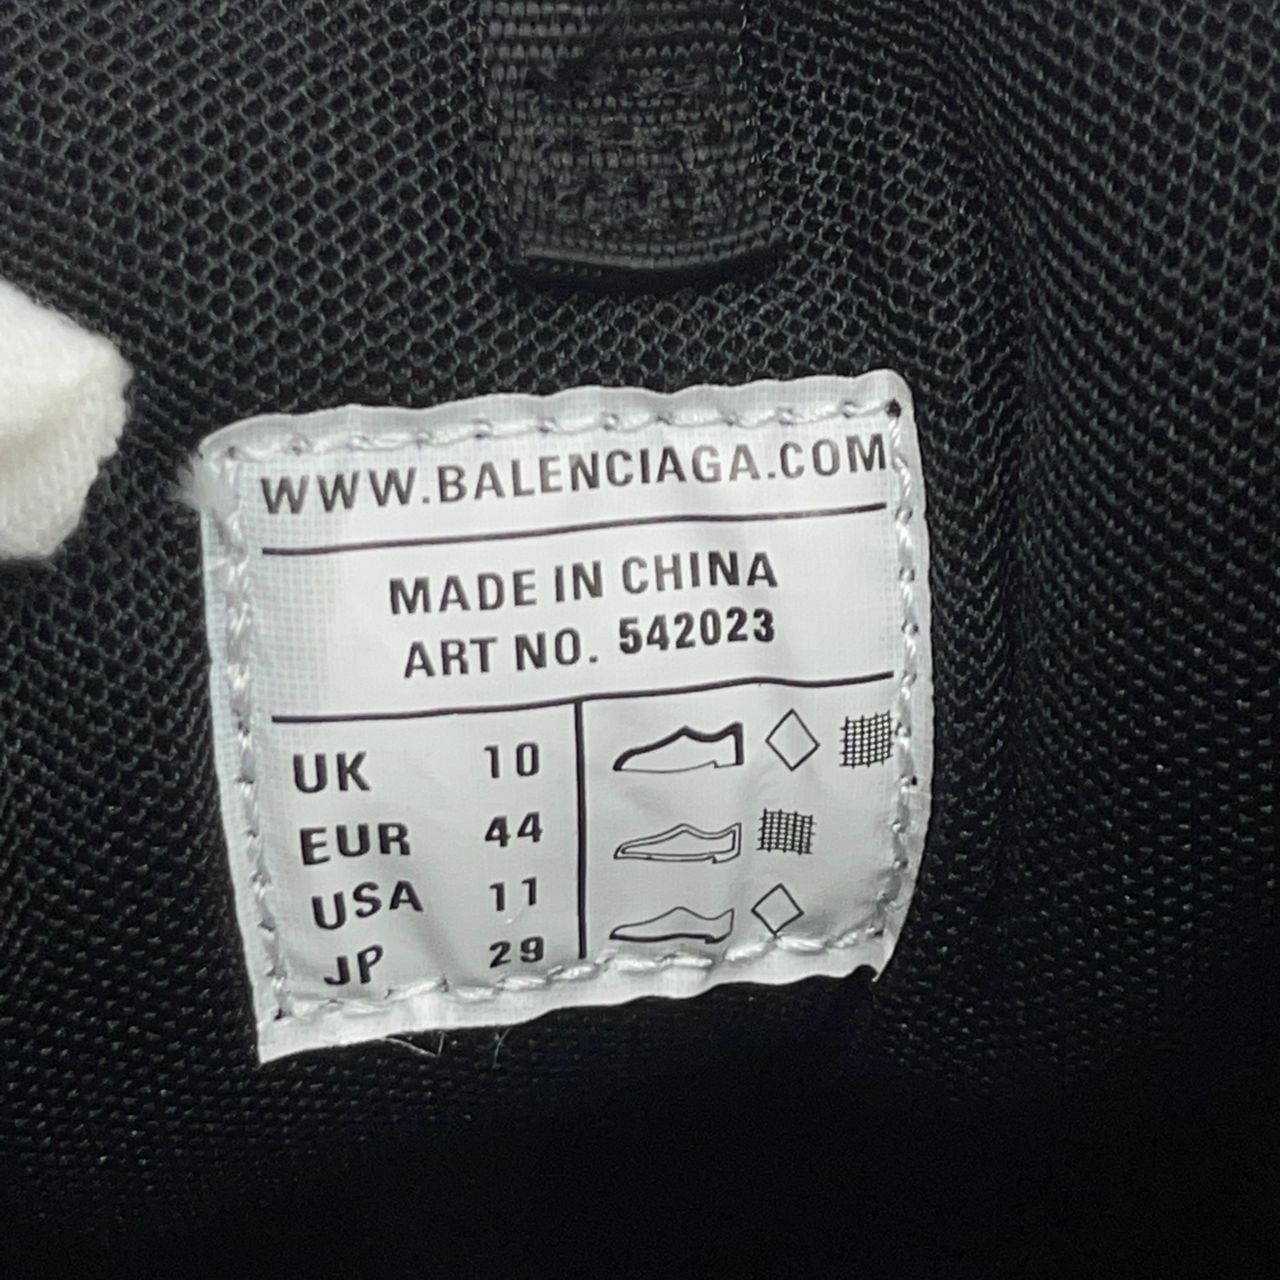 WWW.BALENCIAGA.COM
MADE IN CHINA
ART NO. 542023
UK 10
EUR 44
USA 11
JP 29